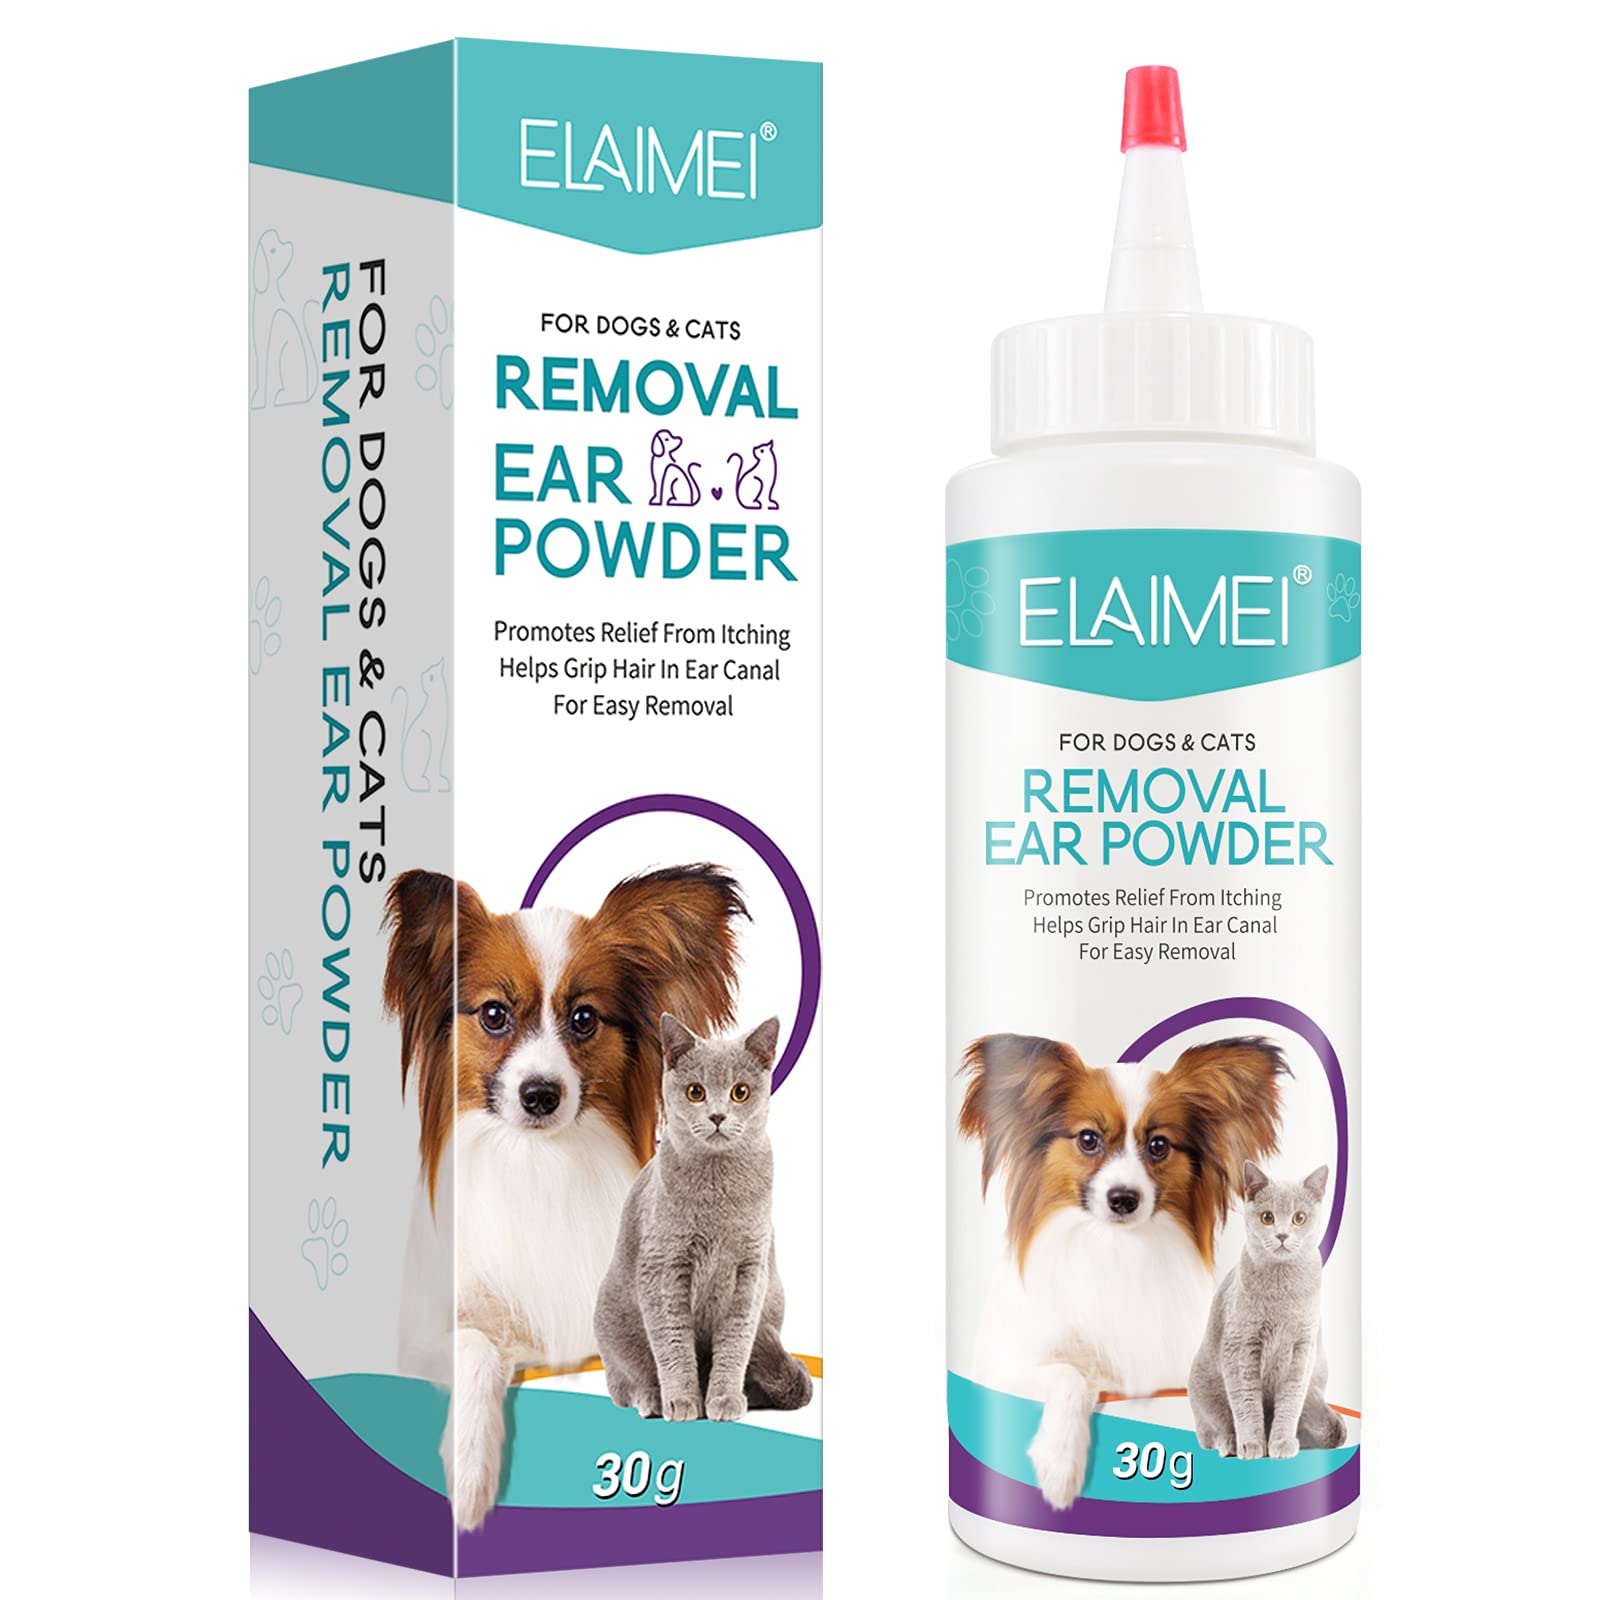 ELAIMEI®
FOR DOGS & CATS
REMOVAL
EAR
POWDER
Promotes Relief From Itching
Helps Grip Hair In Ear Canal
For Easy Removal
30g
FOR DOGS & CATS
REMOVAL EAR POWDER
ELAIMEI®
FOR DOGS & CATS
REMOVAL
EAR POWDER
Promotes Relief From Itching
Helps Grip Hair In Ear Canal
For Easy Removal
30g